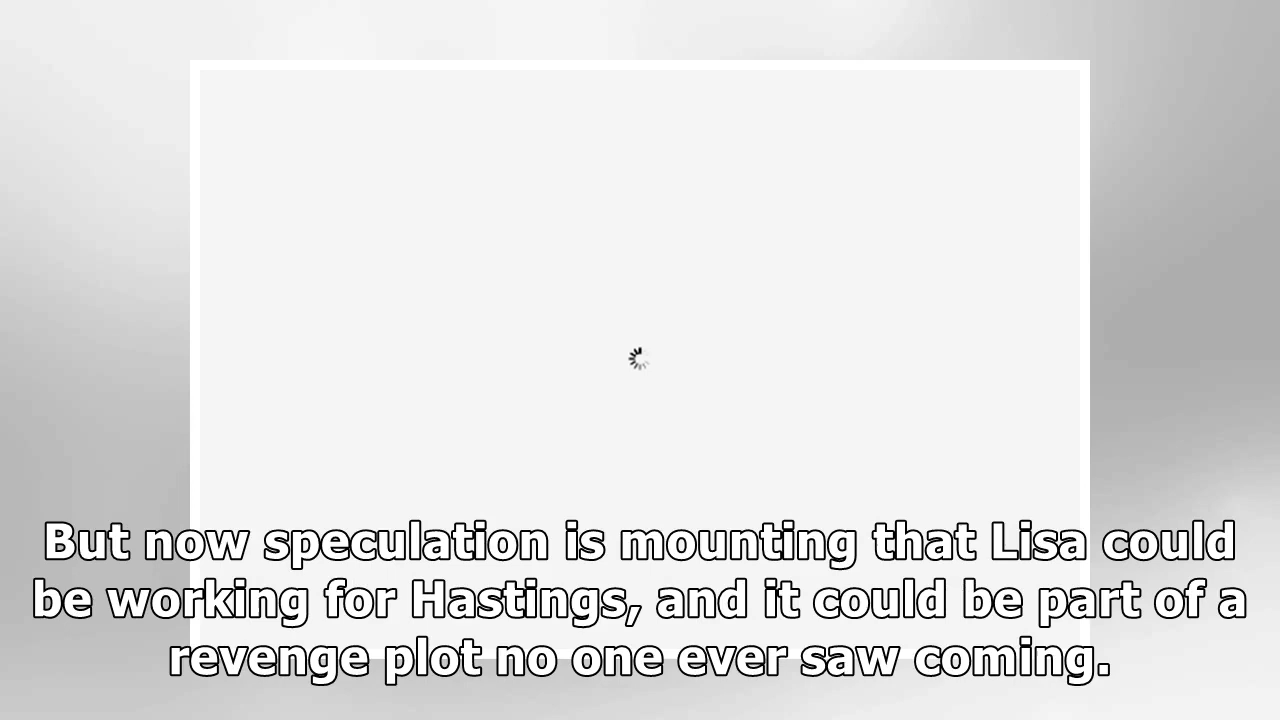 But now speculation is mounting that Lisa could
be working for Hastings, and it could be part of a
revenge plot no one ever saw coming.